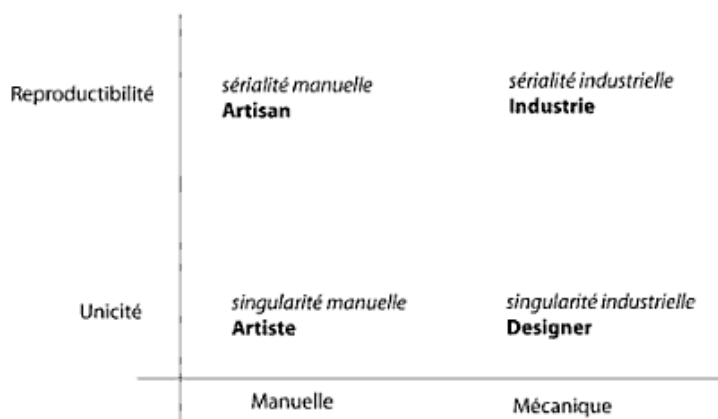 Reproductibilité
sérialité manuelle
Artisan
sérialité industrielle
Industrie
Unicité
singularité manuelle
Artiste
singularité industrielle
Designer
Manuelle
Mécanique